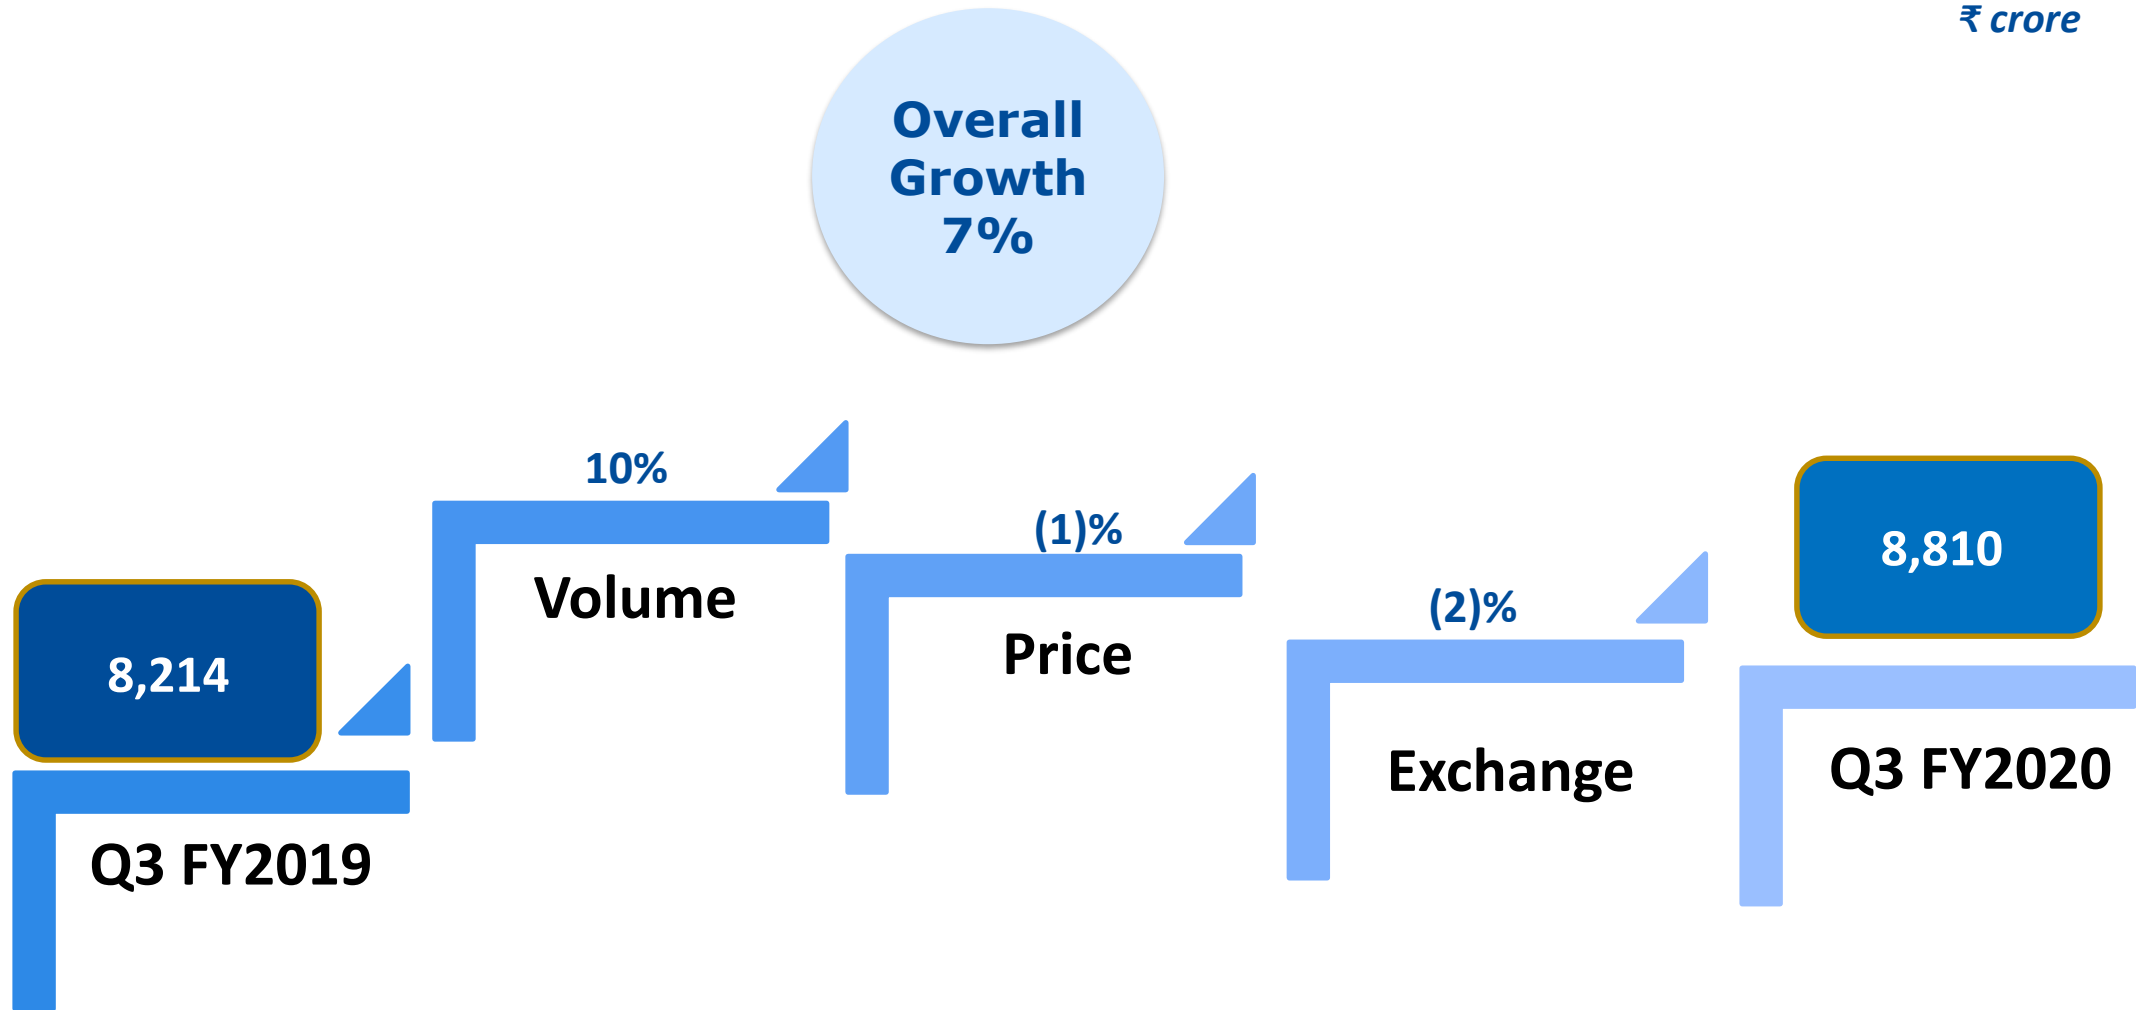 ₹ crore
Overall
Growth
7%
10%
Volume
(1)%
Price
(2)%
Exchange
8,214
Q3 FY2019
8,810
Q3 FY2020